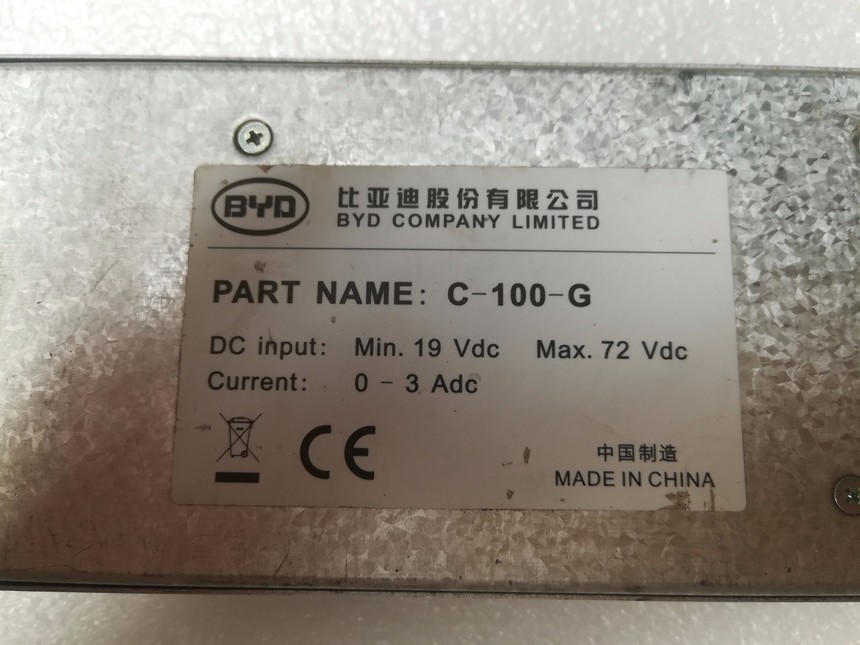 BYD
比亚迪股份有限公司
BYD COMPANY LIMITED
PART NAME: C-100-G
DC input: Min. 19 Vdc Max. 72 Vdc
Current: 0 - 3 Adc
CE
中国制造
MADE IN CHINA